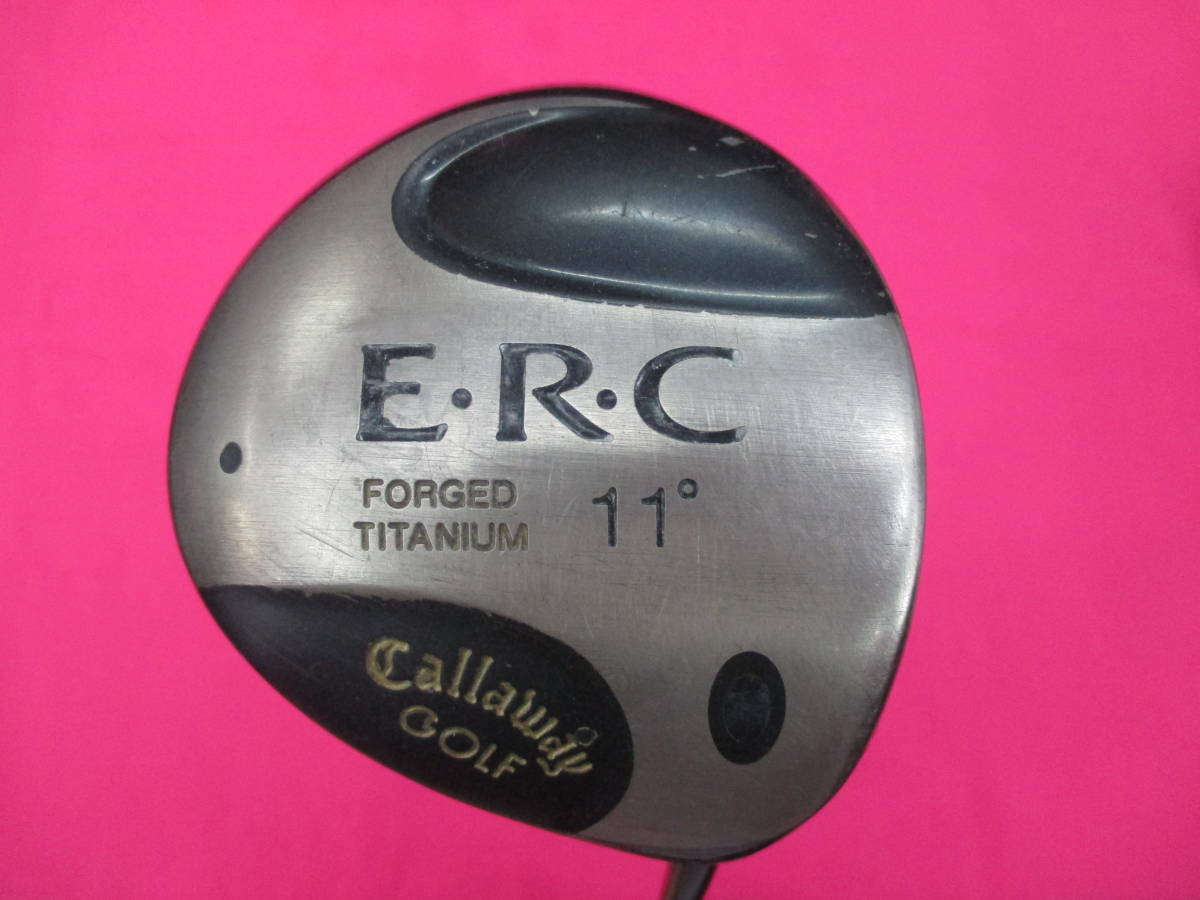 E·R·C
FORGED
TITANIUM
11°
Callaway
GOLF